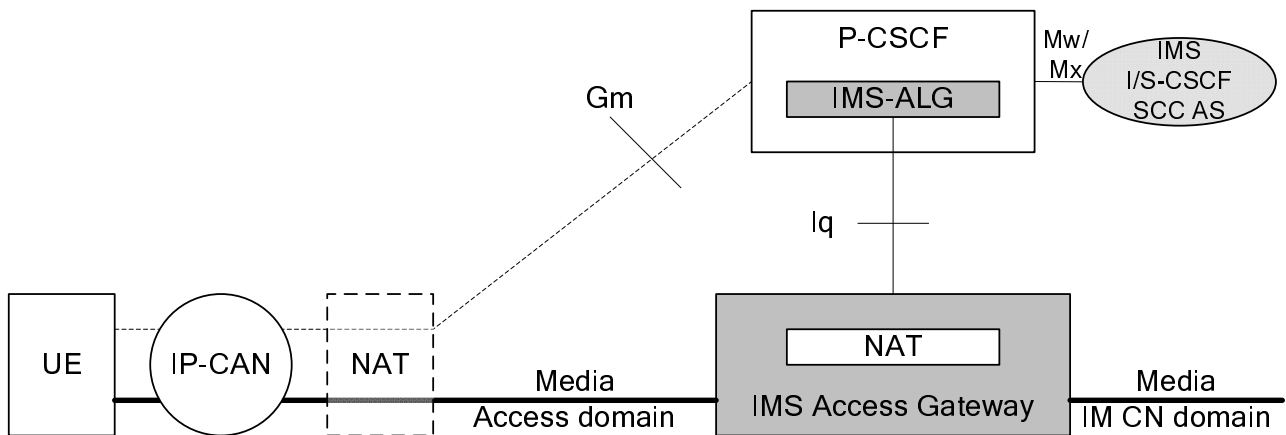 P-CSCF
IMS-ALG
Mw/
Mx
IMS
I/S-CSCF
SCC AS
Gm
Iq
UE
IP-CAN
NAT
Media
Access domain
NAT
IMS Access Gateway
Media
IM CN domain